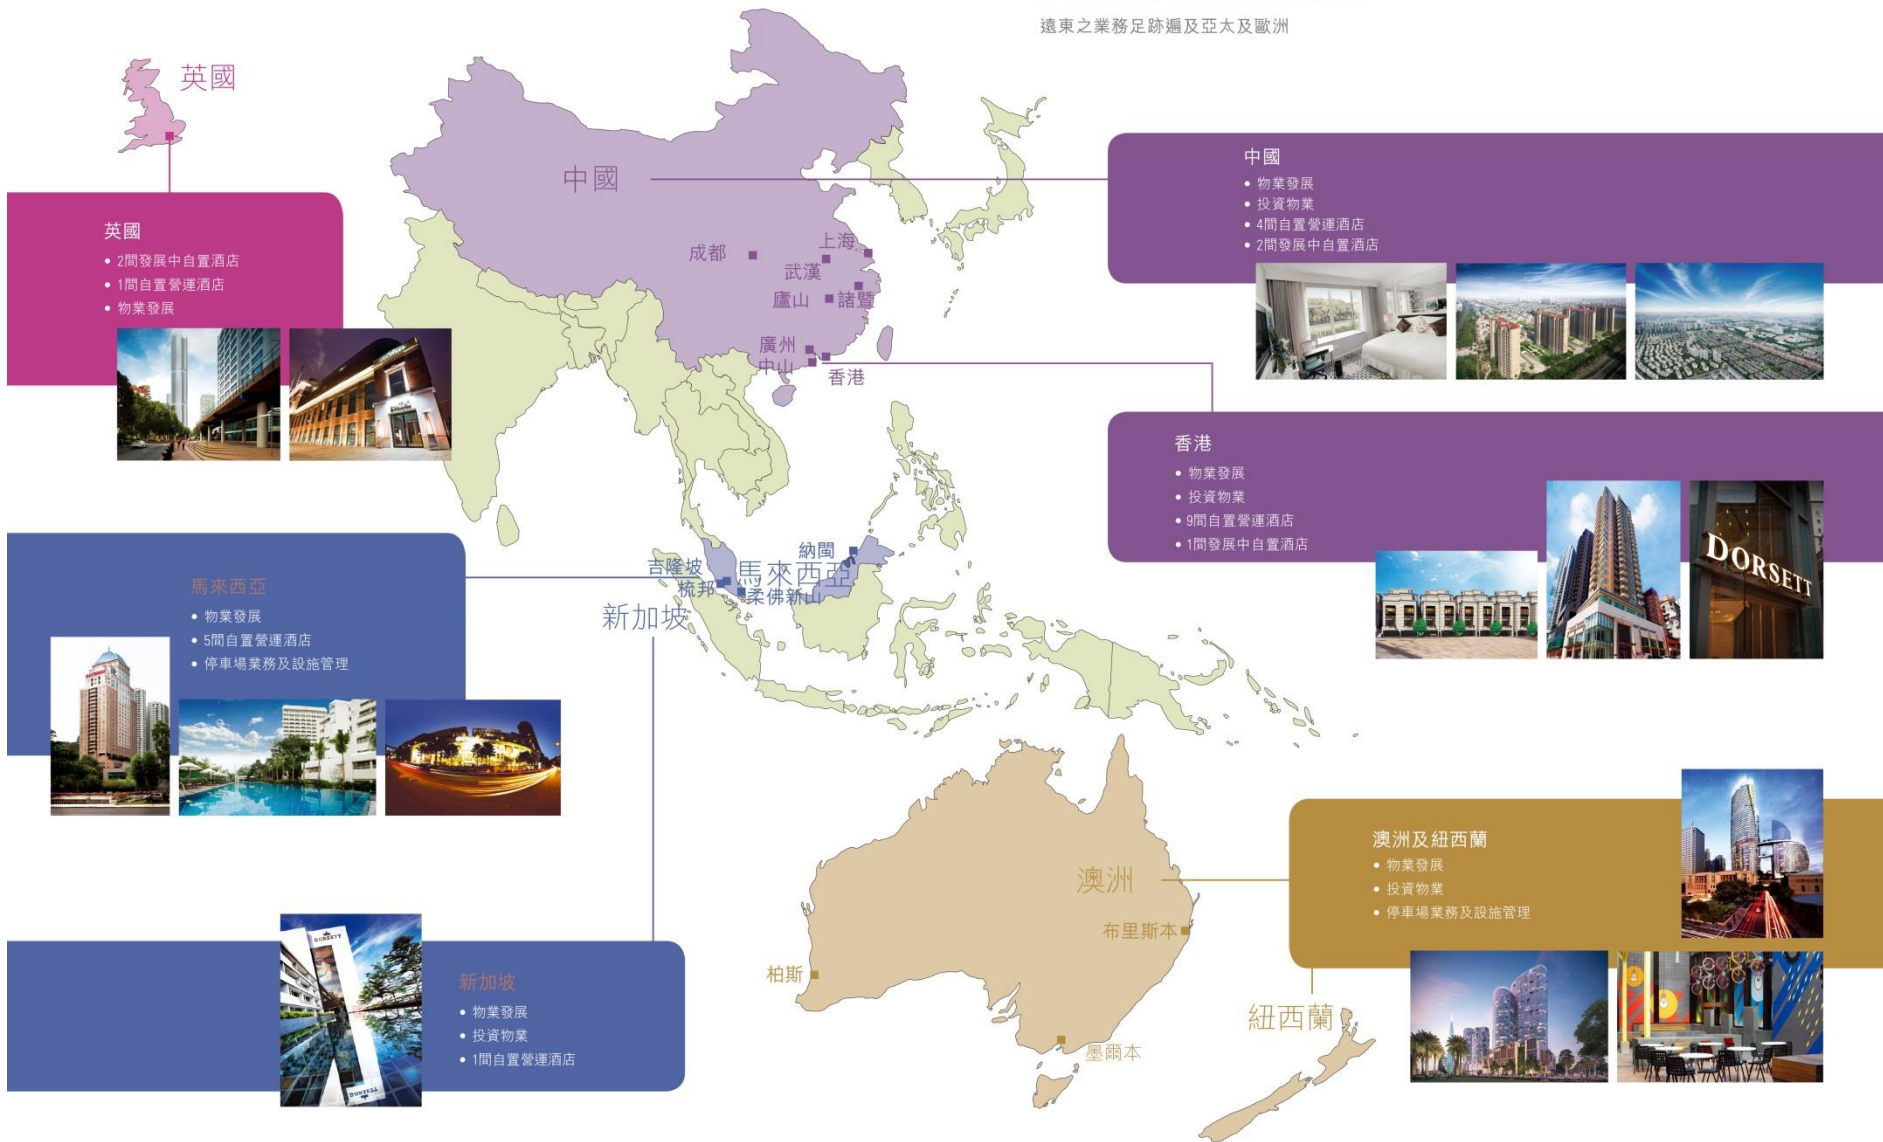 遠東之業務足跡遍及亞太及歐洲
英國
英國
• 2間發展中自置酒店
• 1間自置營運酒店
• 物業發展
中國
成都
上海
武漢
廬山
諸暨
廣州
中山
香港
中國
• 物業發展
• 投資物業
• 4間自置營運酒店
• 2間發展中自置酒店
香港
• 物業發展
• 投資物業
• 9間自置營運酒店
• 1間發展中自置酒店
DORSETT
馬來西亞
• 物業發展
• 5間自置營運酒店
• 停車場業務及設施管理
納閩
吉隆坡
馬來西亞
梳邦
柔佛新山
新加坡
新加坡
• 物業發展
• 投資物業
• 1間自置營運酒店
DORSETT
澳洲
布里斯本
柏斯
墨爾本
紐西蘭
澳洲及紐西蘭
• 物業發展
• 投資物業
• 停車場業務及設施管理